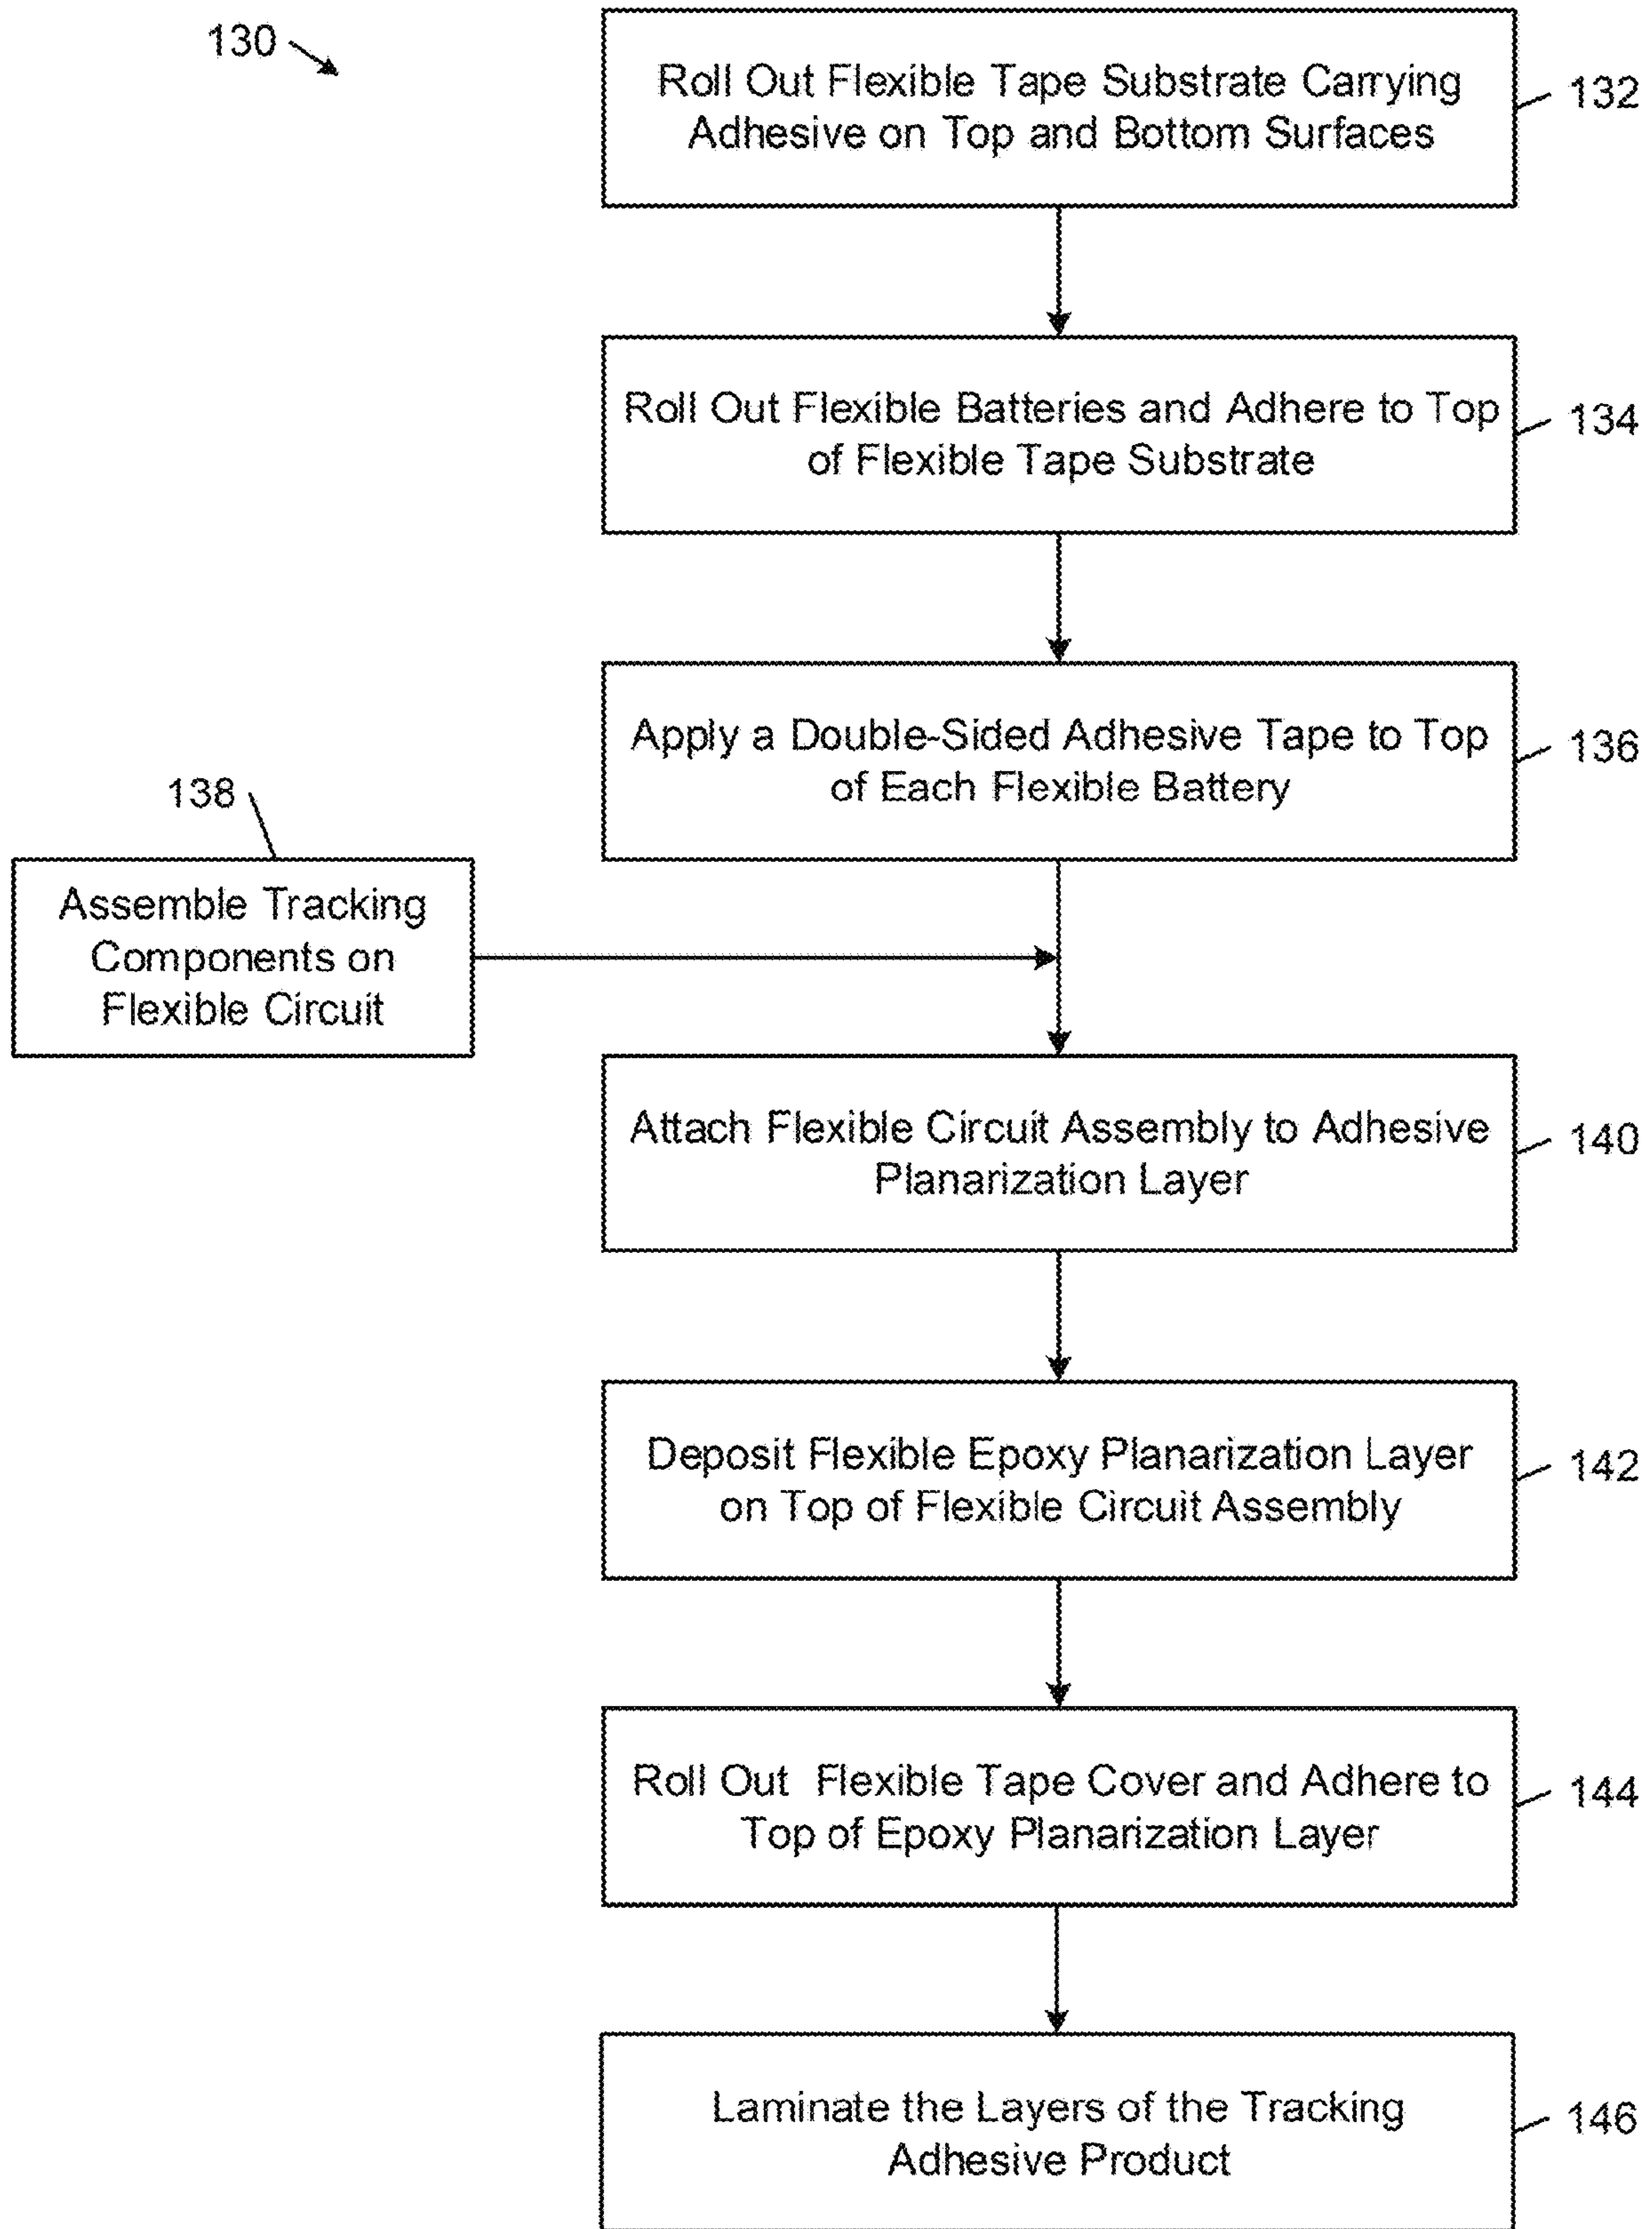 130
Roll Out Flexible Tape Substrate Carrying
Adhesive on Top and Bottom Surfaces
132
Roll Out Flexible Batteries and Adhere to Top
of Flexible Tape Substrate
134
Apply a Double-Sided Adhesive Tape to Top
of Each Flexible Battery
136
138
Assemble Tracking
Components on
Flexible Circuit
Attach Flexible Circuit Assembly to Adhesive
Planarization Layer
140
Deposit Flexible Epoxy Planarization Layer
on Top of Flexible Circuit Assembly
142
Roll Out Flexible Tape Cover and Adhere to
Top of Epoxy Planarization Layer
144
Laminate the Layers of the Tracking
Adhesive Product
146